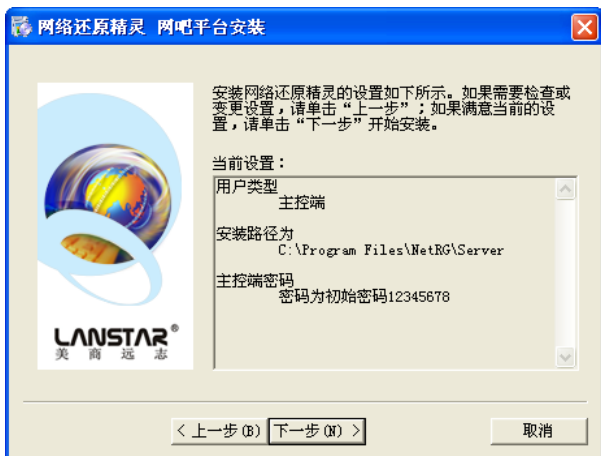 网络还原精灵 网吧平台安装
安装网络还原精灵的设置如下所示。如果需要检查或
变更设置，请单击“上一步”；如果满意当前的设
置，请单击“下一步”开始安装。
当前设置：
用户类型
主控端
安装路径为
C:\Program Files\NetRG\Server
主控端密码
密码为初始密码12345678
LANSTAR®
美商远志
< 上一步(B)
下一步(N) >
取消